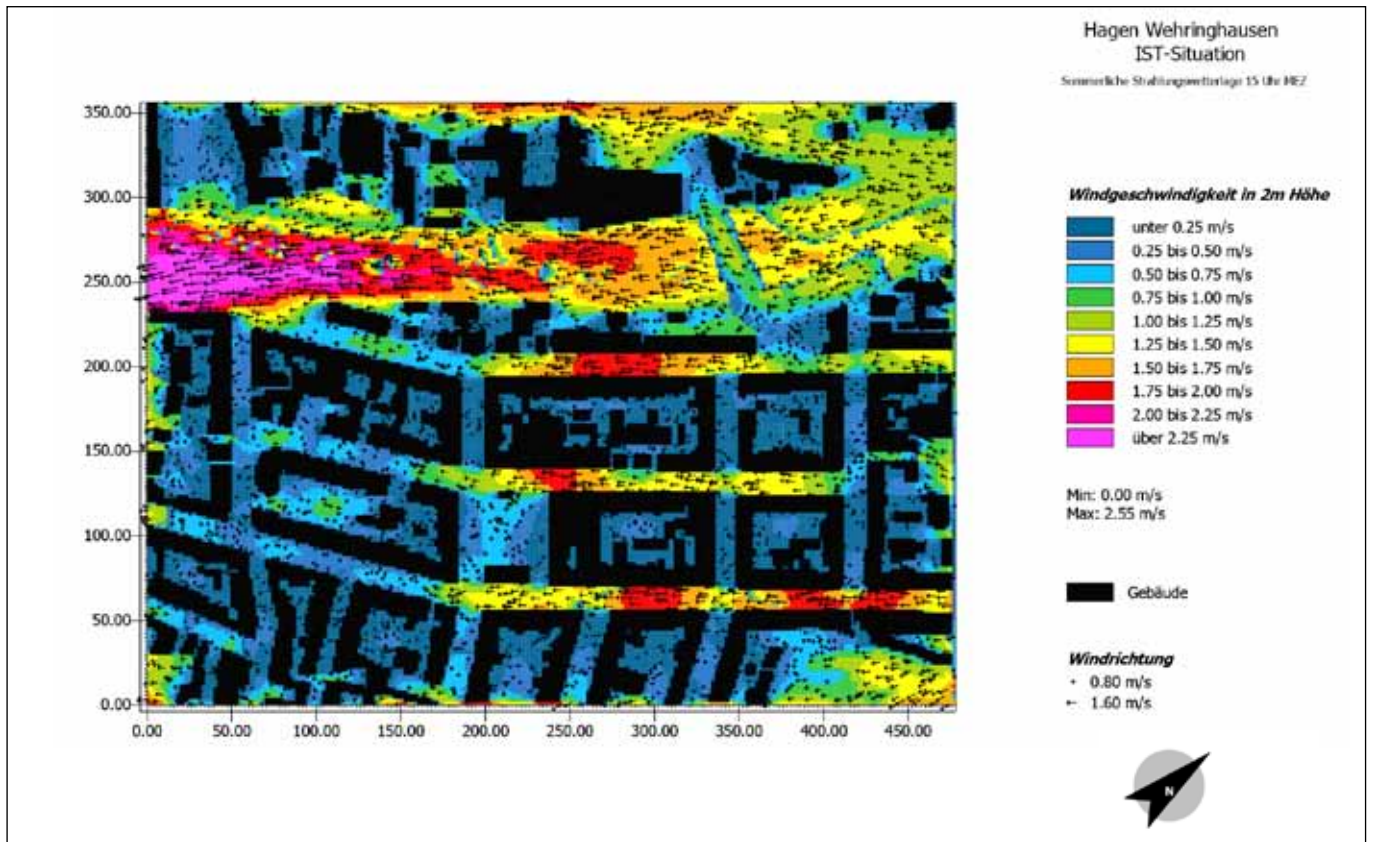 Hagen Wehringhausen
IST-Situation
Sommerliche Strahlungswetterlage 15 Uhr MEZ
350.00
300.00
250.00
200.00
150.00
100.00
50.00
0.00
0.00 50.00 100.00 150.00 200.00 250.00 300.00 350.00 400.00 450.00
Windgeschwindigkeit in 2m Höhe
unter 0.25 m/s
0.25 bis 0.50 m/s
0.50 bis 0.75 m/s
0.75 bis 1.00 m/s
1.00 bis 1.25 m/s
1.25 bis 1.50 m/s
1.50 bis 1.75 m/s
1.75 bis 2.00 m/s
2.00 bis 2.25 m/s
über 2.25 m/s
Min: 0.00 m/s
Max: 2.55 m/s
Gebäude
Windrichtung
0.80 m/s
1.60 m/s
N